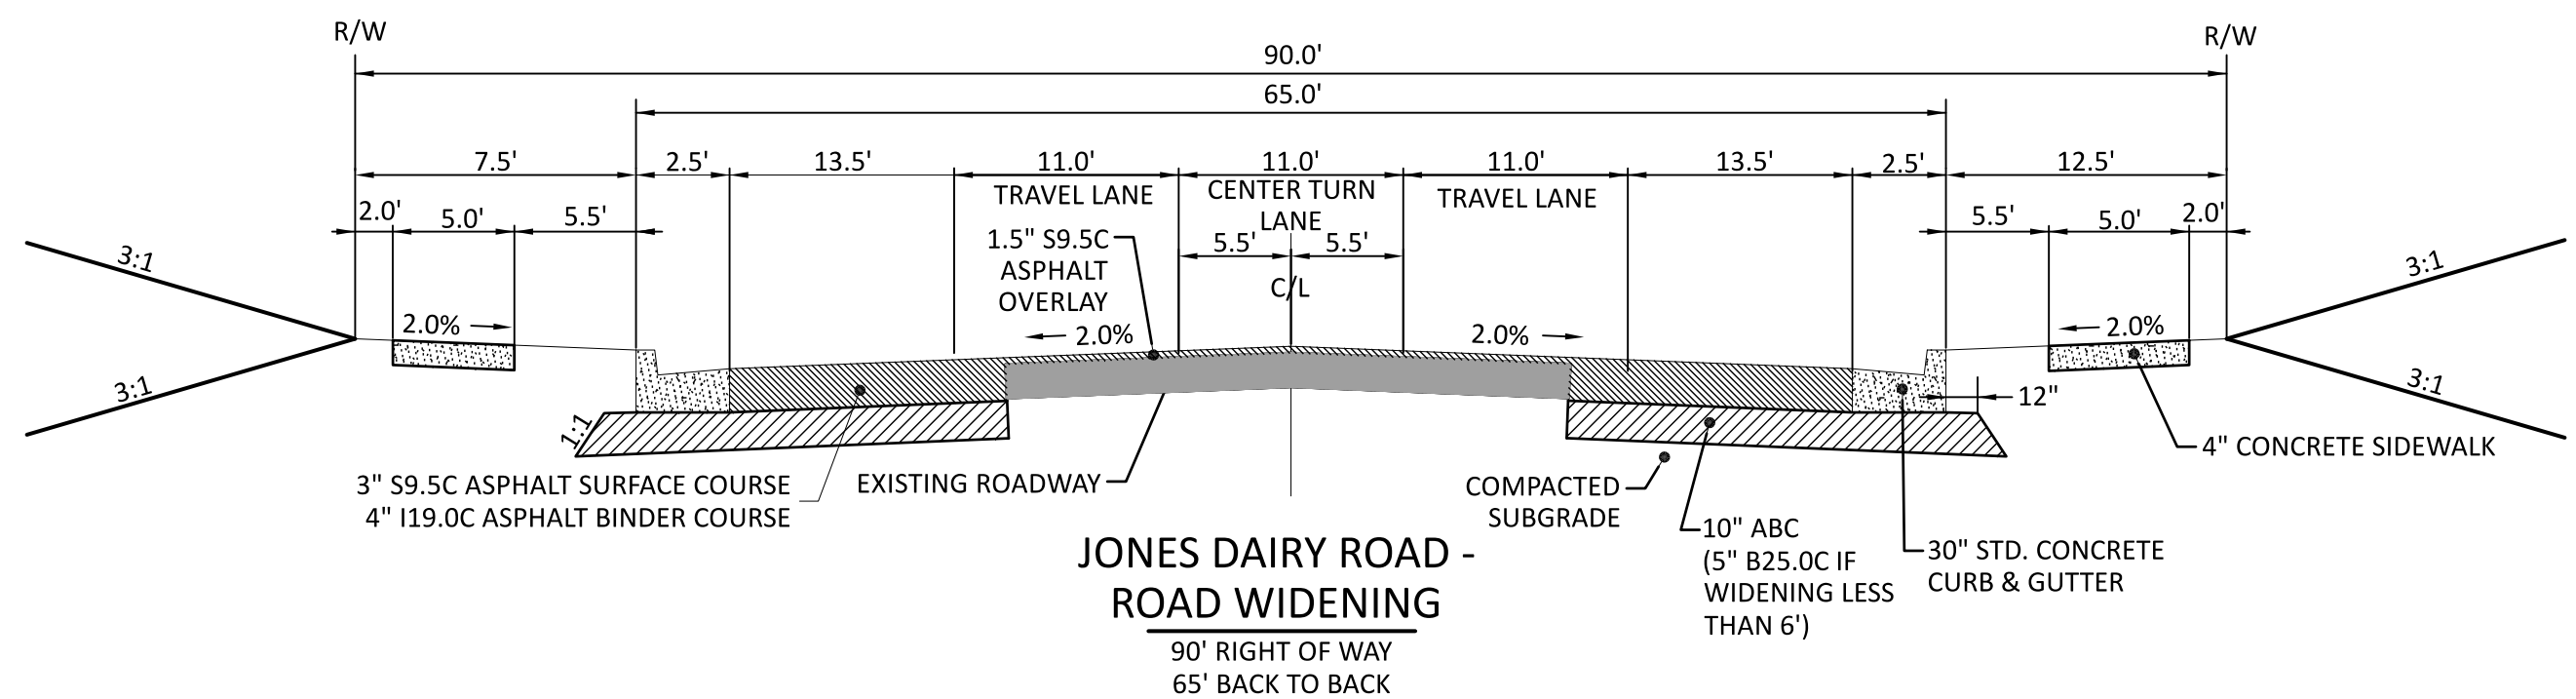 R/W
R/W
90.0'
65.0'
7.5'
2.5'
13.5'
11.0'
11.0'
11.0'
13.5'
2.5'
12.5'
TRAVEL LANE
CENTER TURN
LANE
TRAVEL LANE
2.0'
5.0'
5.5'
5.5'
5.0'
2.0'
1.5" S9.5C
ASPHALT
OVERLAY
5.5'
5.5'
C/L
3:1
3:1
2.0%
2.0%
2.0%
2.0%
3:1
3:1
12"
1:1
3" S9.5C ASPHALT SURFACE COURSE
4" I19.0C ASPHALT BINDER COURSE
EXISTING ROADWAY
COMPACTED
SUBGRADE
10" ABC
(5" B25.0C IF
WIDENING LESS
THAN 6')
30" STD. CONCRETE
CURB & GUTTER
4" CONCRETE SIDEWALK
JONES DAIRY ROAD -
ROAD WIDENING
90' RIGHT OF WAY
65' BACK TO BACK